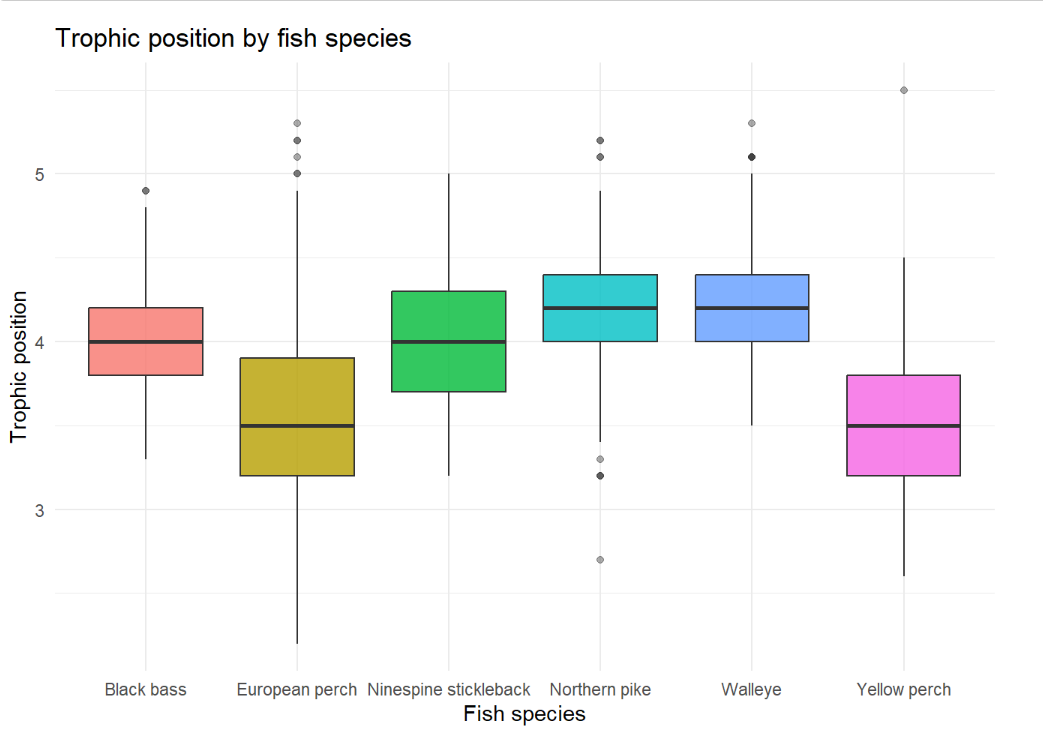 Trophic position by fish species
Trophic position
5
4
3
Black bass
European perch
Ninespine stickleback
Northern pike
Walleye
Yellow perch
Fish species